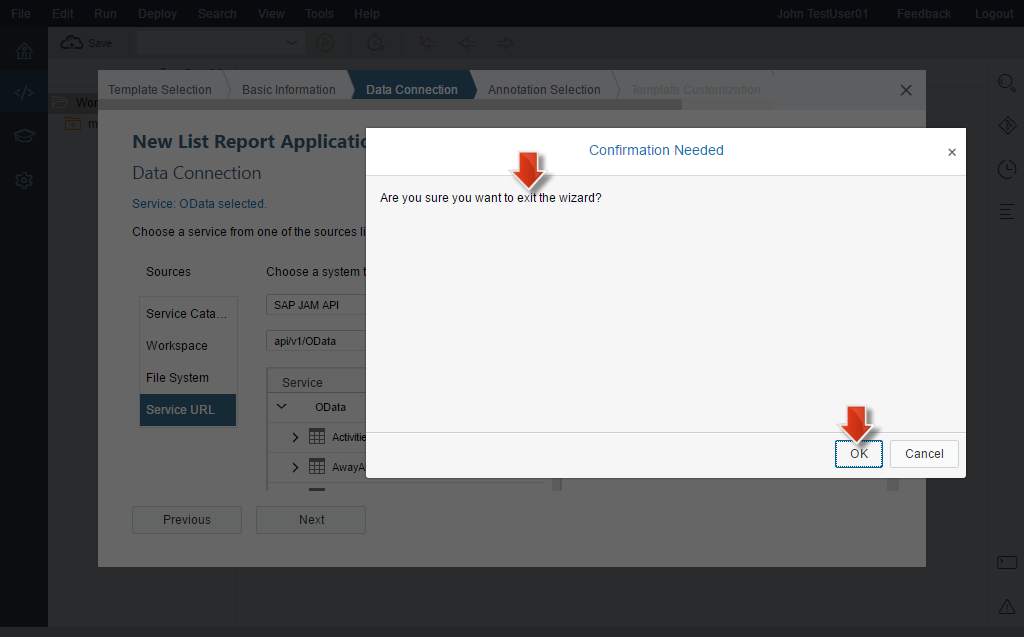 File Edit Run Deploy Search View Tools Help John TestUser01 Feedback Logout
Save
Template Selection Basic Information Data Connection Annotation Selection Template Customization
New List Report Applicatio
Data Connection
Service: OData selected.
Choose a service from one of the sources li
Sources
Choose a system t
Service Cata...
Workspace
File System
Service URL
SAP JAM API
api/v1/OData
Service
OData
Activitie
AwayA
Previous Next
Confirmation Needed
Are you sure you want to exit the wizard?
OK Cancel